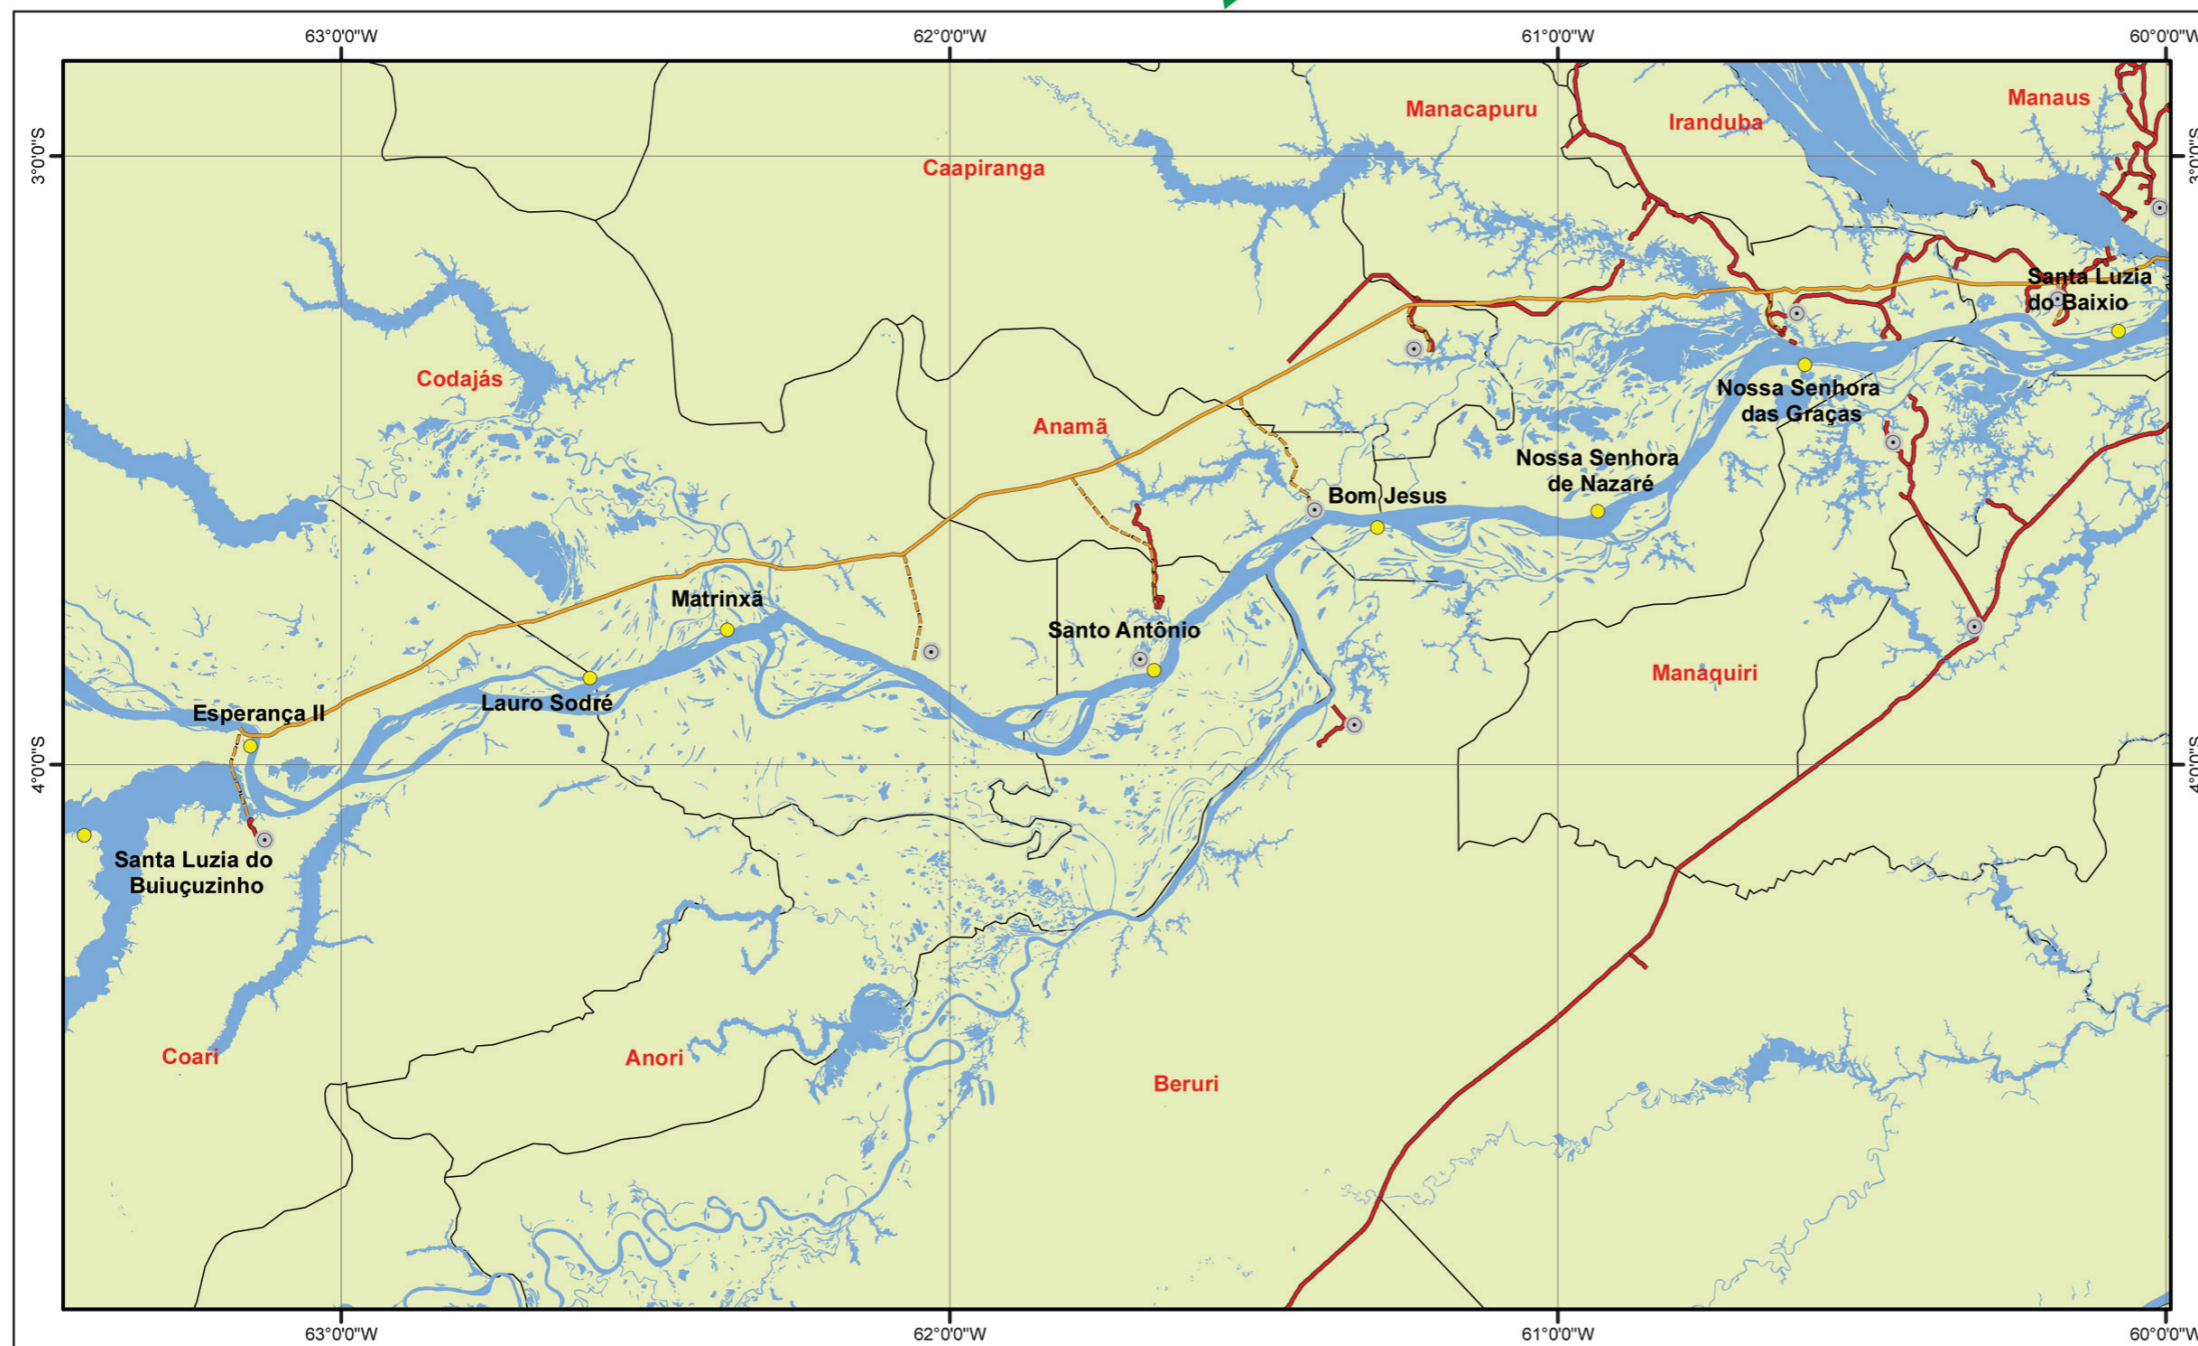 63°0'0"W
62°0'0"W
61°0'0"W
60°0'0"W
Manacapuru
Iranduba
Manaus
3°0'0"S
3°0'0"S
Caapiranga
Santa Luzia
do Baixio
Codajás
Nossa Senhora
das Graças
Anamã
Nossa Senhora
de Nazaré
Bom Jesus
Matrinxã
Santo Antônio
Manaquiri
Lauro Sodré
Esperança II
4°0'0"S
4°0'0"S
Santa Luzia do
Buiuçuzinho
Coari
Anori
Beruri
63°0'0"W
62°0'0"W
61°0'0"W
60°0'0"W